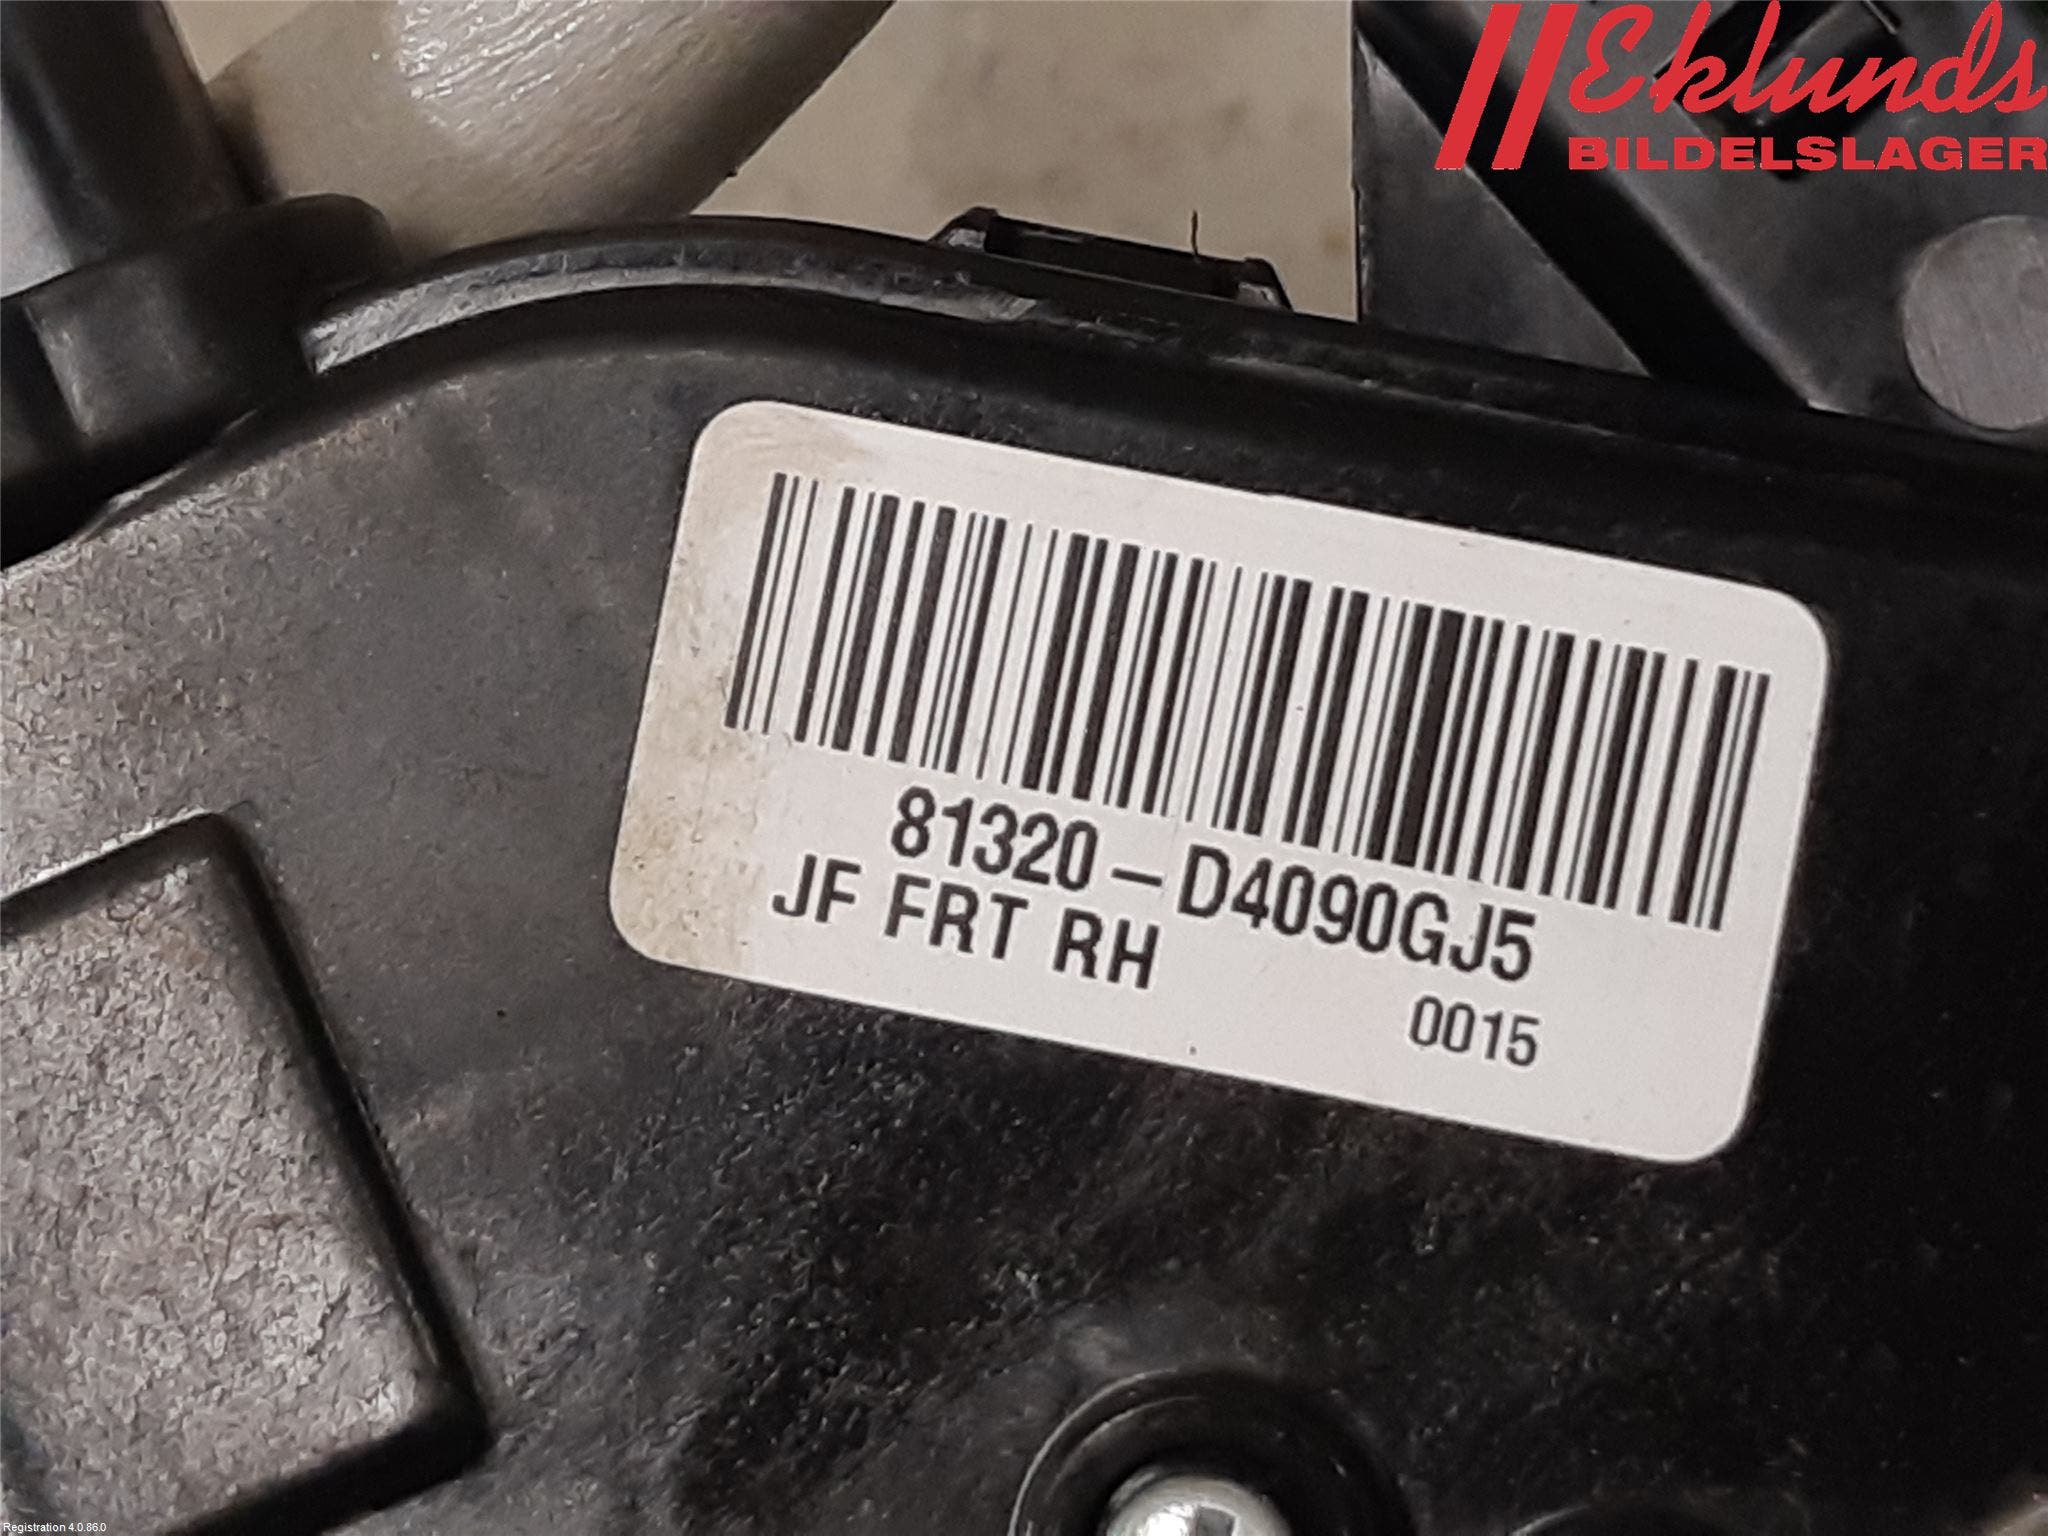 Eklunds
BILDELSLAGER
81320-D4090GJ5
JF FRT RH
0015
Registration 4.0.86.0